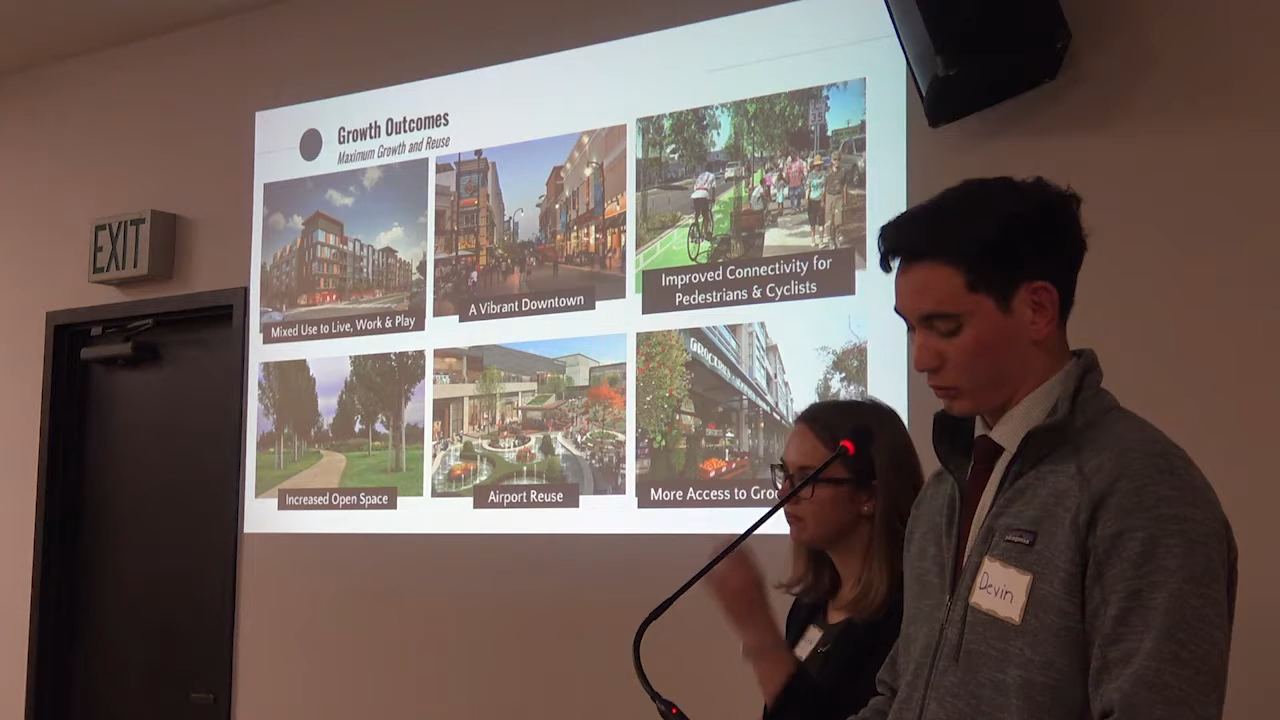 Growth Outcomes
Maximum Growth and Reuse
EXIT
Mixed Use to Live, Work & Play
A Vibrant Downtown
Improved Connectivity for
Pedestrians & Cyclists
35
Increased Open Space
Airport Reuse
More Access to
Devin